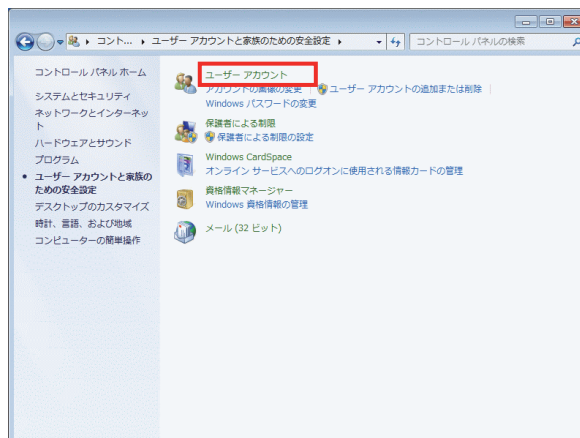 コント... ユーザー アカウントと家族のための安全設定 コントロール パネルの検索
コントロール パネル ホーム
システムとセキュリティ
ネットワークとインターネッ
ト
ハードウェアとサウンド
プログラム
ユーザー アカウントと家族の
ための安全設定
デスクトップのカスタマイズ
時計、言語、および地域
コンピューターの簡単操作
ユーザー アカウント
アカウントの画像の変更 ユーザー アカウントの追加または削除
Windows パスワードの変更
保護者による制限
保護者による制限の設定
Windows CardSpace
オンライン サービスへのログオンに使用される情報カードの管理
資格情報マネージャー
Windows 資格情報の管理
メール (32 ビット)